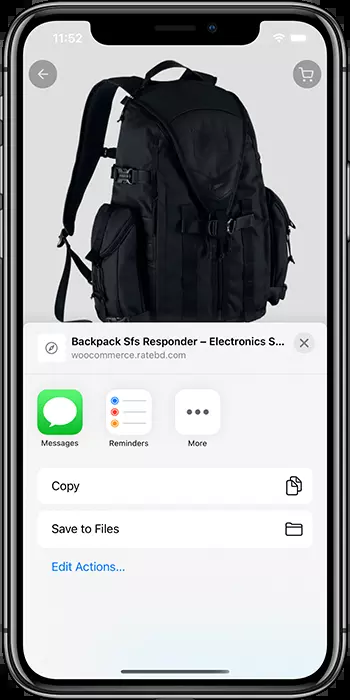 11:52
Backpack Sfs Responder – Electronics S...
woocommerce.ratebd.com
Messages
Reminders
More
Copy
Save to Files
Edit Actions...